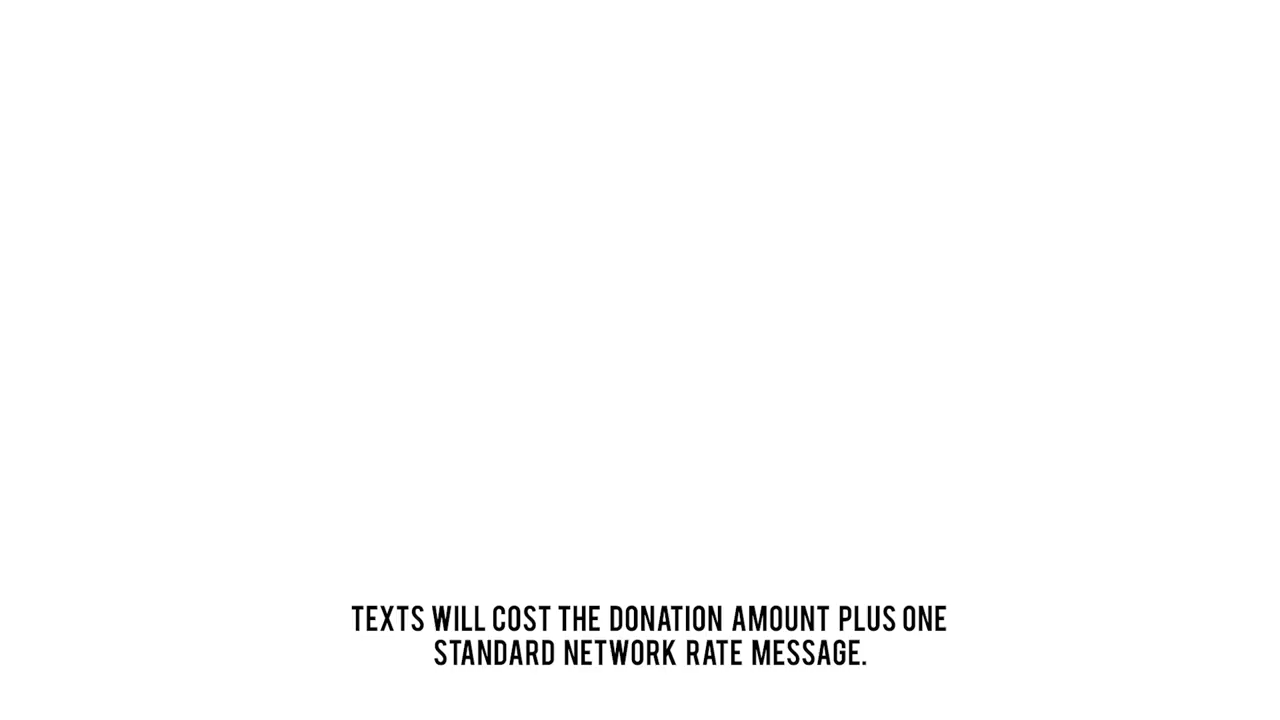 TEXTS WILL COST THE DONATION AMOUNT PLUS ONE
STANDARD NETWORK RATE MESSAGE.